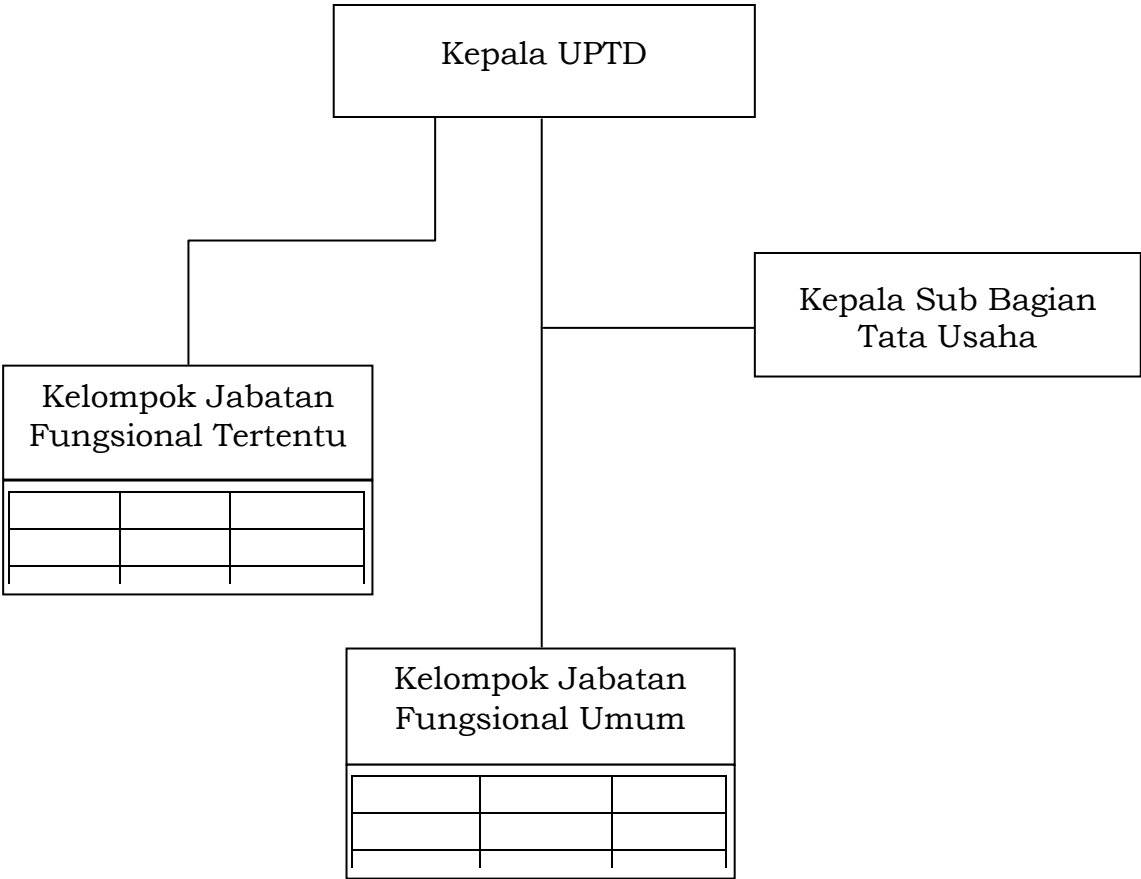 Kepala UPTD
Kepala Sub Bagian
Tata Usaha
Kelompok Jabatan
Fungsional Tertentu
Kelompok Jabatan
Fungsional Umum